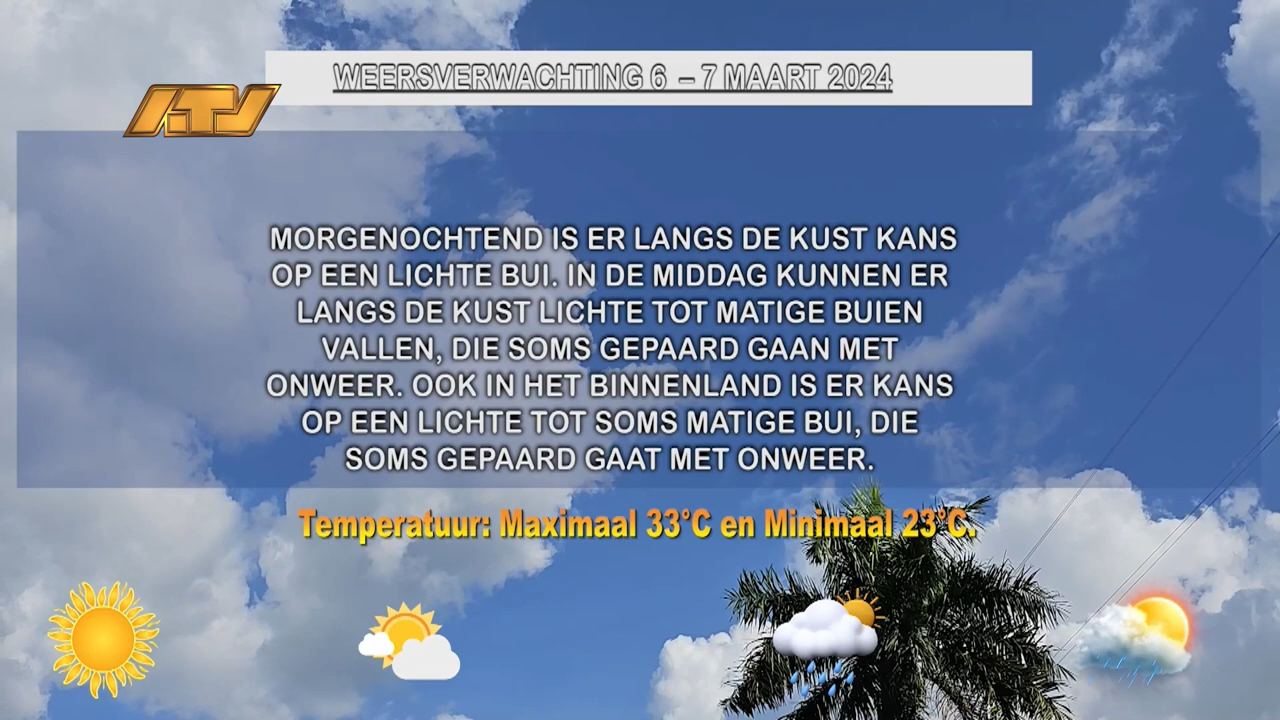 WEERSVERWACHTING 6 – 7 MAART 2024
ATV
MORGENOCHTEND IS ER LANGS DE KUST KANS
OP EEN LICHTE BUI. IN DE MIDDAG KUNNEN ER
LANGS DE KUST LICHTE TOT MATIGE BUIEN
VALLEN, DIE SOMS GEPAARD GAAN MET
ONWEER. OOK IN HET BINNENLAND IS ER KANS
OP EEN LICHTE TOT SOMS MATIGE BUI, DIE
SOMS GEPAARD GAAT MET ONWEER.
Temperatuur: Maximaal 33°C en Minimaal 23°C.